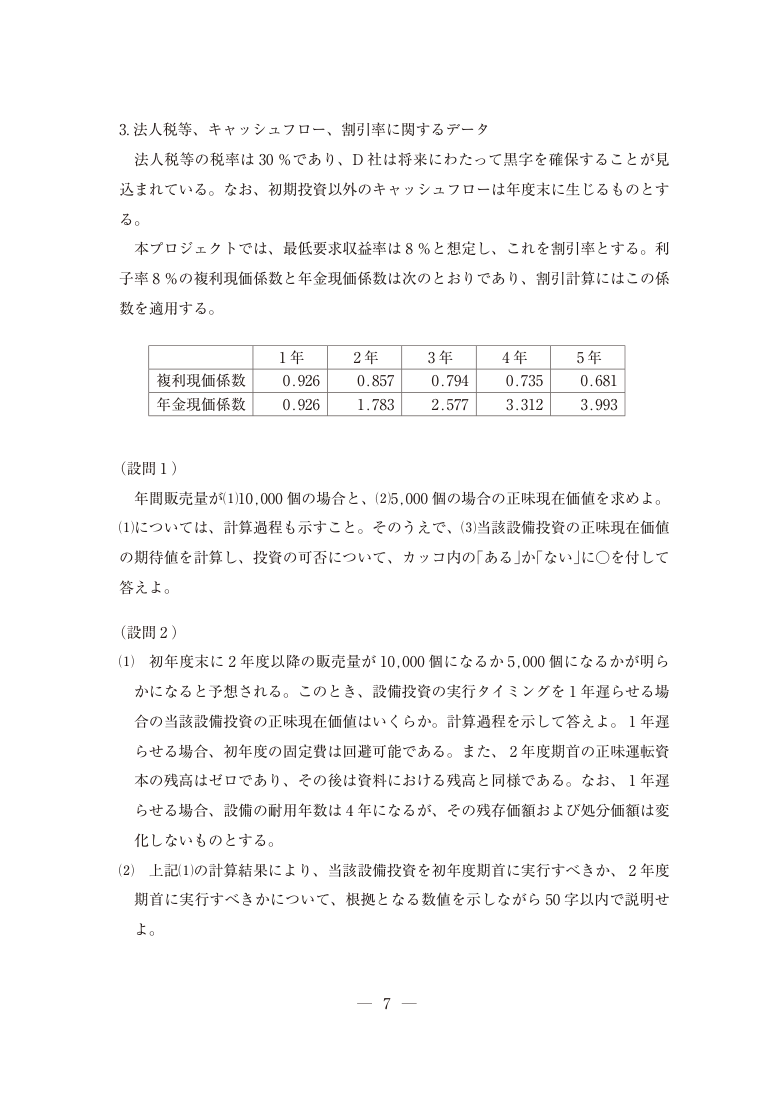 3. 法人税等、キャッシュフロー、割引率に関するデータ
法人税等の税率は 30 %であり、D 社は将来にわたって黒字を確保することが見
込まれている。なお、初期投資以外のキャッシュフローは年度末に生じるものとす
る。
本プロジェクトでは、最低要求収益率は 8 %と想定し、これを割引率とする。利
子率 8 %の複利現価係数と年金現価係数は次のとおりであり、割引計算にはこの係
数を適用する。
1 年 2 年 3 年 4 年 5 年
複利現価係数 0.926 0.857 0.794 0.735 0.681
年金現価係数 0.926 1.783 2.577 3.312 3.993
（設問 1 ）
年間販売量が⑴10,000 個の場合と、⑵5,000 個の場合の正味現在価値を求めよ。
⑴については、計算過程も示すこと。そのうえで、⑶当該設備投資の正味現在価値
の期待値を計算し、投資の可否について、カッコ内の「ある」か「ない」に○を付して
答えよ。
（設問 2 ）
⑴ 初年度末に 2 年度以降の販売量が 10,000 個になるか 5,000 個になるかが明ら
かになると予想される。このとき、設備投資の実行タイミングを 1 年遅らせる場
合の当該設備投資の正味現在価値はいくらか。計算過程を示して答えよ。 1 年遅
らせる場合、初年度の固定費は回避可能である。また、 2 年度期首の正味運転資
本の残高はゼロであり、その後は資料における残高と同様である。なお、 1 年遅
らせる場合、設備の耐用年数は 4 年になるが、その残存価額および処分価額は変
化しないものとする。
⑵ 上記⑴の計算結果により、当該設備投資を初年度期首に実行すべきか、 2 年度
期首に実行すべきかについて、根拠となる数値を示しながら 50 字以内で説明せ
よ。
— 7 —